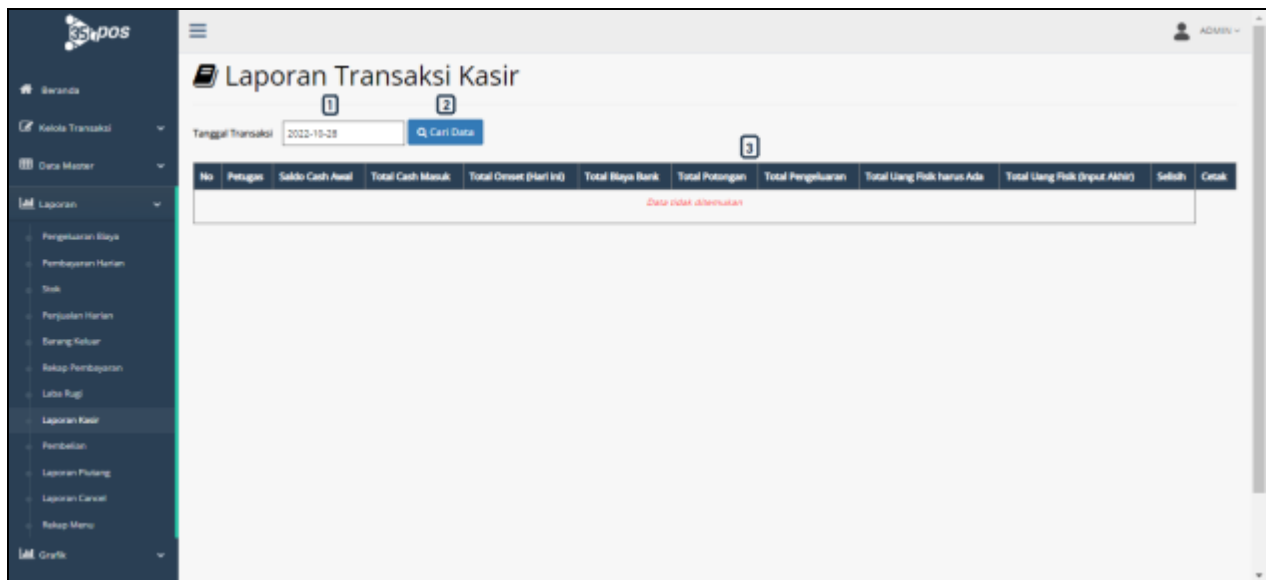 35 pos
ADMIN
Laporan Transaksi Kasir
1
2
Tanggal Transaksi 2022-10-28 Cari Data
3
No Petugas Saldo Cash Awal Total Cash Masuk Total Omset (Hari ini) Total Biaya Bank Total Potongan Total Pengeluaran Total Uang Fisik harus Ada Total Uang Fisik (Input Akhir) Selisih Cetak
Data tidak ditemukan
Beranda
Kelola Transaksi
Data Master
Laporan
Pengeluaran Biaya
Pembayaran Harian
Stok
Penjualan Harian
Barang Keluar
Rekap Pembayaran
Laba Rugi
Laporan Kasir
Pembelian
Laporan Piutang
Laporan Cancel
Rekap Menu
Grafik